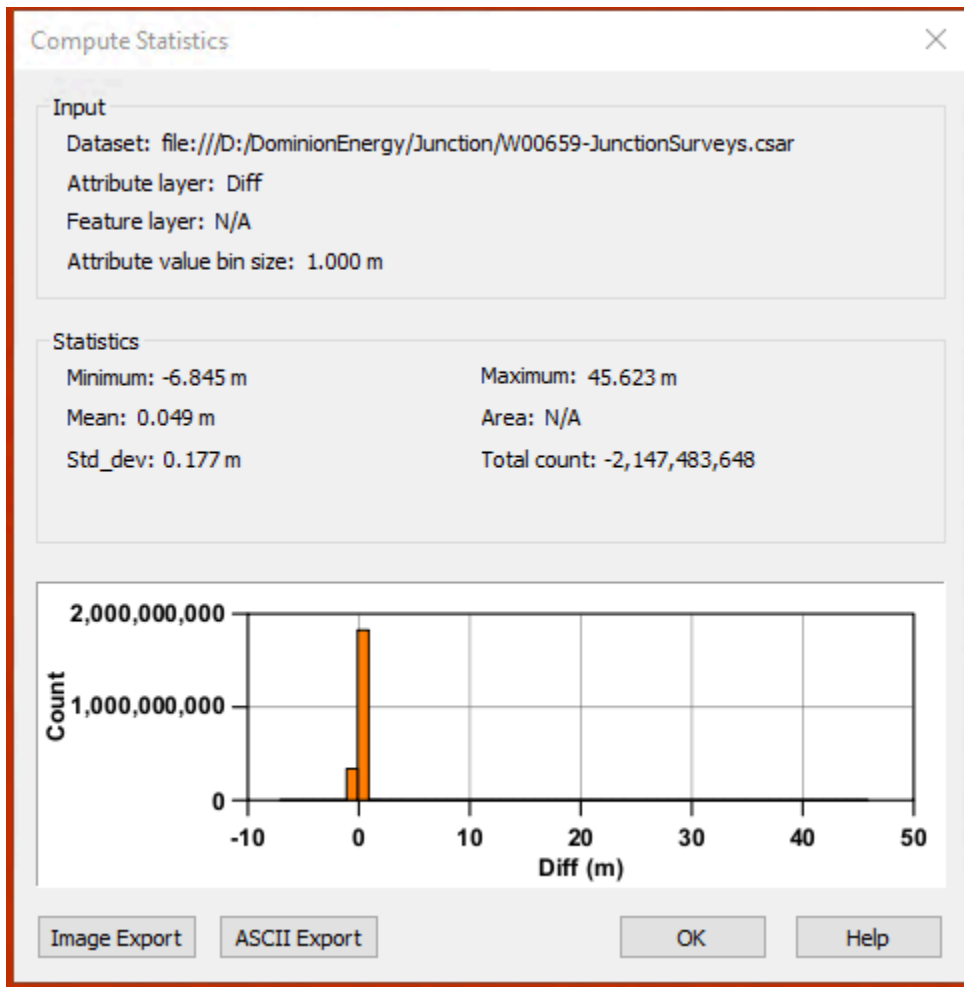 Compute Statistics
Input
Dataset: file:///D:/DominionEnergy/Junction/W00659-JunctionSurveys.csar
Attribute layer: Diff
Feature layer: N/A
Attribute value bin size: 1.000 m
Statistics
Minimum: -6.845 m Maximum: 45.623 m
Mean: 0.049 m Area: N/A
Std_dev: 0.177 m Total count: -2,147,483,648
2,000,000,000
1,000,000,000
0
Count
-10 0 10 20 30 40 50
Diff (m)
Image Export ASCII Export OK Help